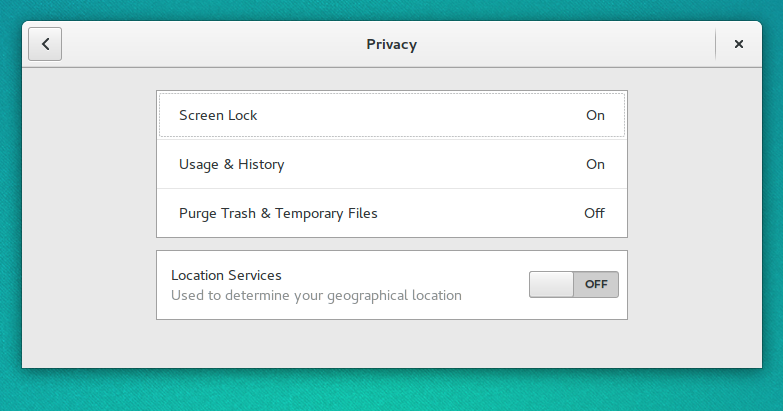 Privacy
Screen Lock On
Usage & History On
Purge Trash & Temporary Files Off
Location Services
Used to determine your geographical location
OFF